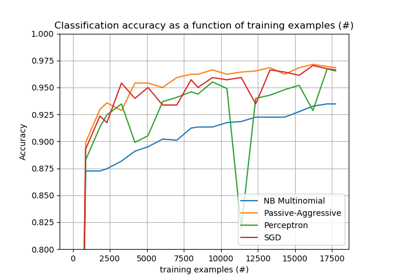 Classification accuracy as a function of training examples (#)
1.000
0.975
0.950
0.925
0.900
0.875
0.850
0.825
0.800
Accuracy
NB Multinomial
Passive-Aggressive
Perceptron
SGD
0 2500 5000 7500 10000 12500 15000 17500
training examples (#)